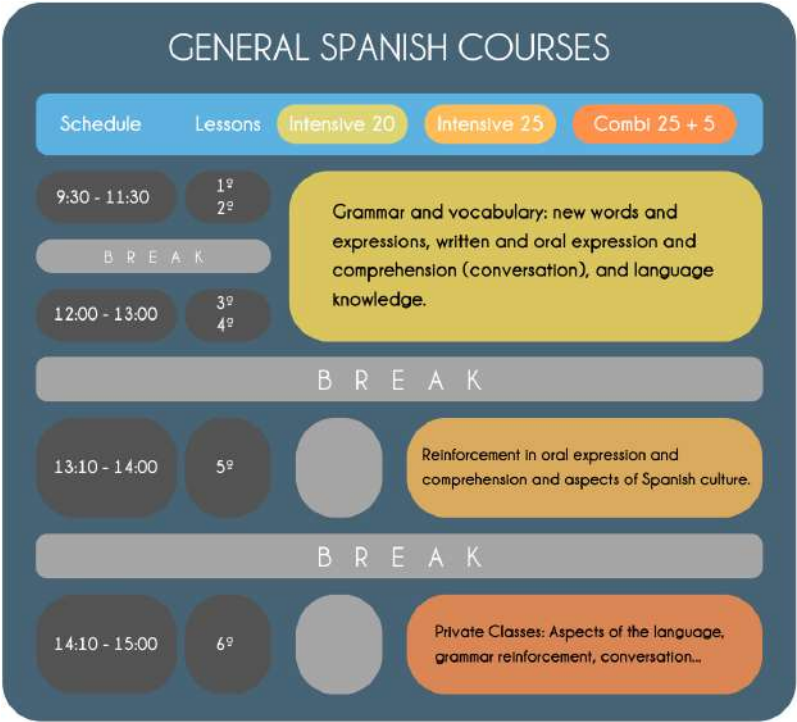 GENERAL SPANISH COURSES
Schedule Lessons Intensive 20 Intensive 25 Combi 25 + 5
9:30 - 11:30
1º
2º
Grammar and vocabulary: new words and
expressions, written and oral expression and
comprehension (conversation), and language
knowledge.
BREAK
12:00 - 13:00
3º
4º
BREAK
13:10 - 14:00
5º
Reinforcement in oral expression and
comprehension and aspects of Spanish culture.
BREAK
14:10 - 15:00
6º
Private Classes: Aspects of the language,
grammar reinforcement, conversation...